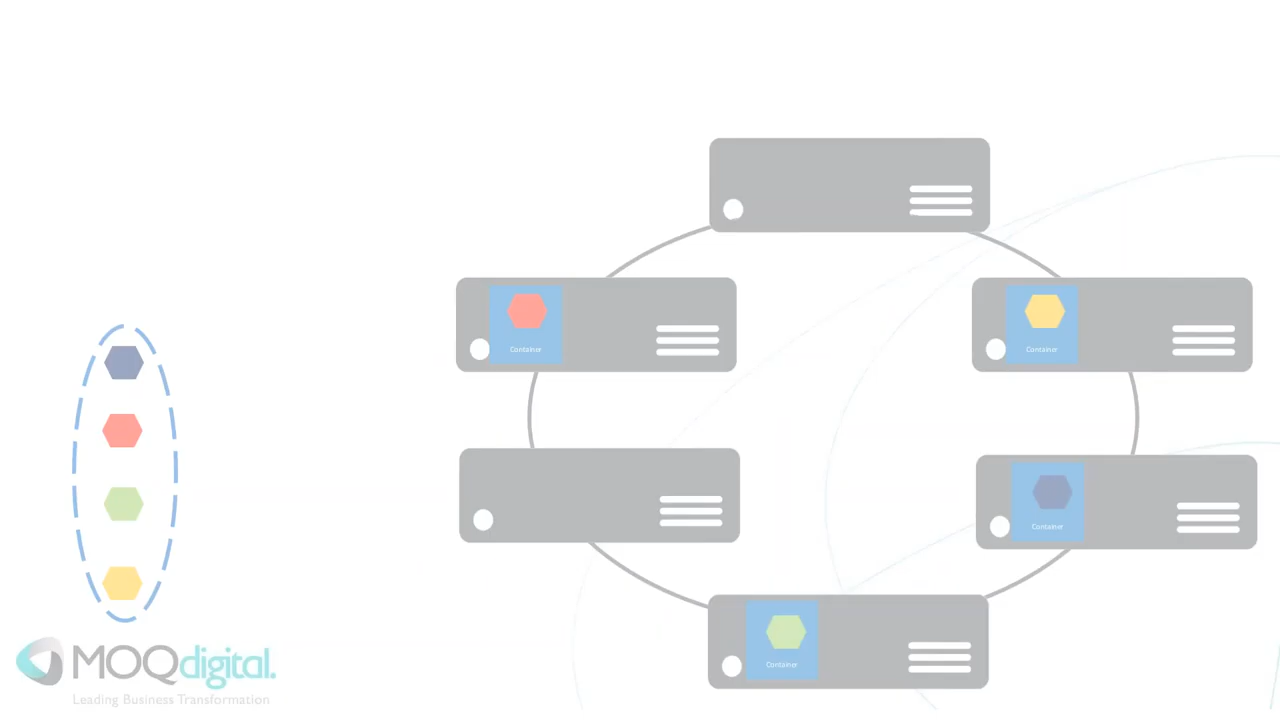 Container
Container
Container
Container
MOQdigital.
Leading Business Transformation